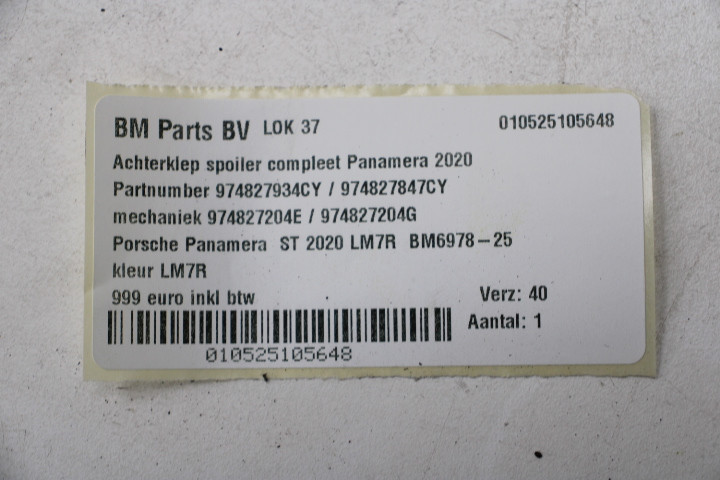 BM Parts BV LOK 37 010525105648
Achterklep spoiler compleet Panamera 2020
Partnumber 974827934CY / 974827847CY
mechaniek 974827204E / 974827204G
Porsche Panamera ST 2020 LM7R BM6978-25
kleur LM7R
999 euro inkl btw Verz: 40
Aantal: 1
010525105648